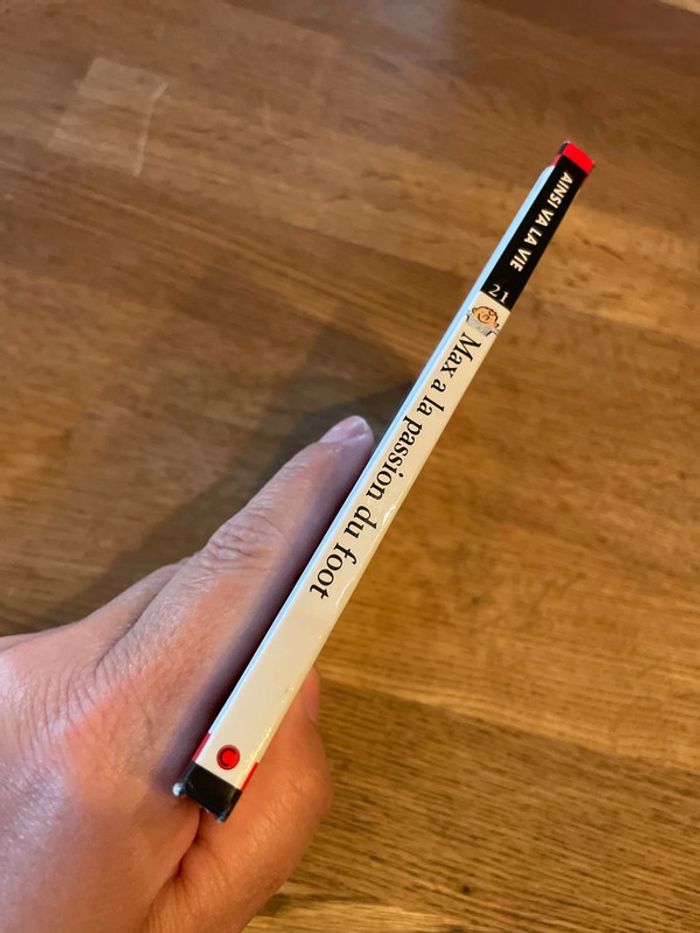 AINSI VA LA VIE
21
Max a la passion du foot
C